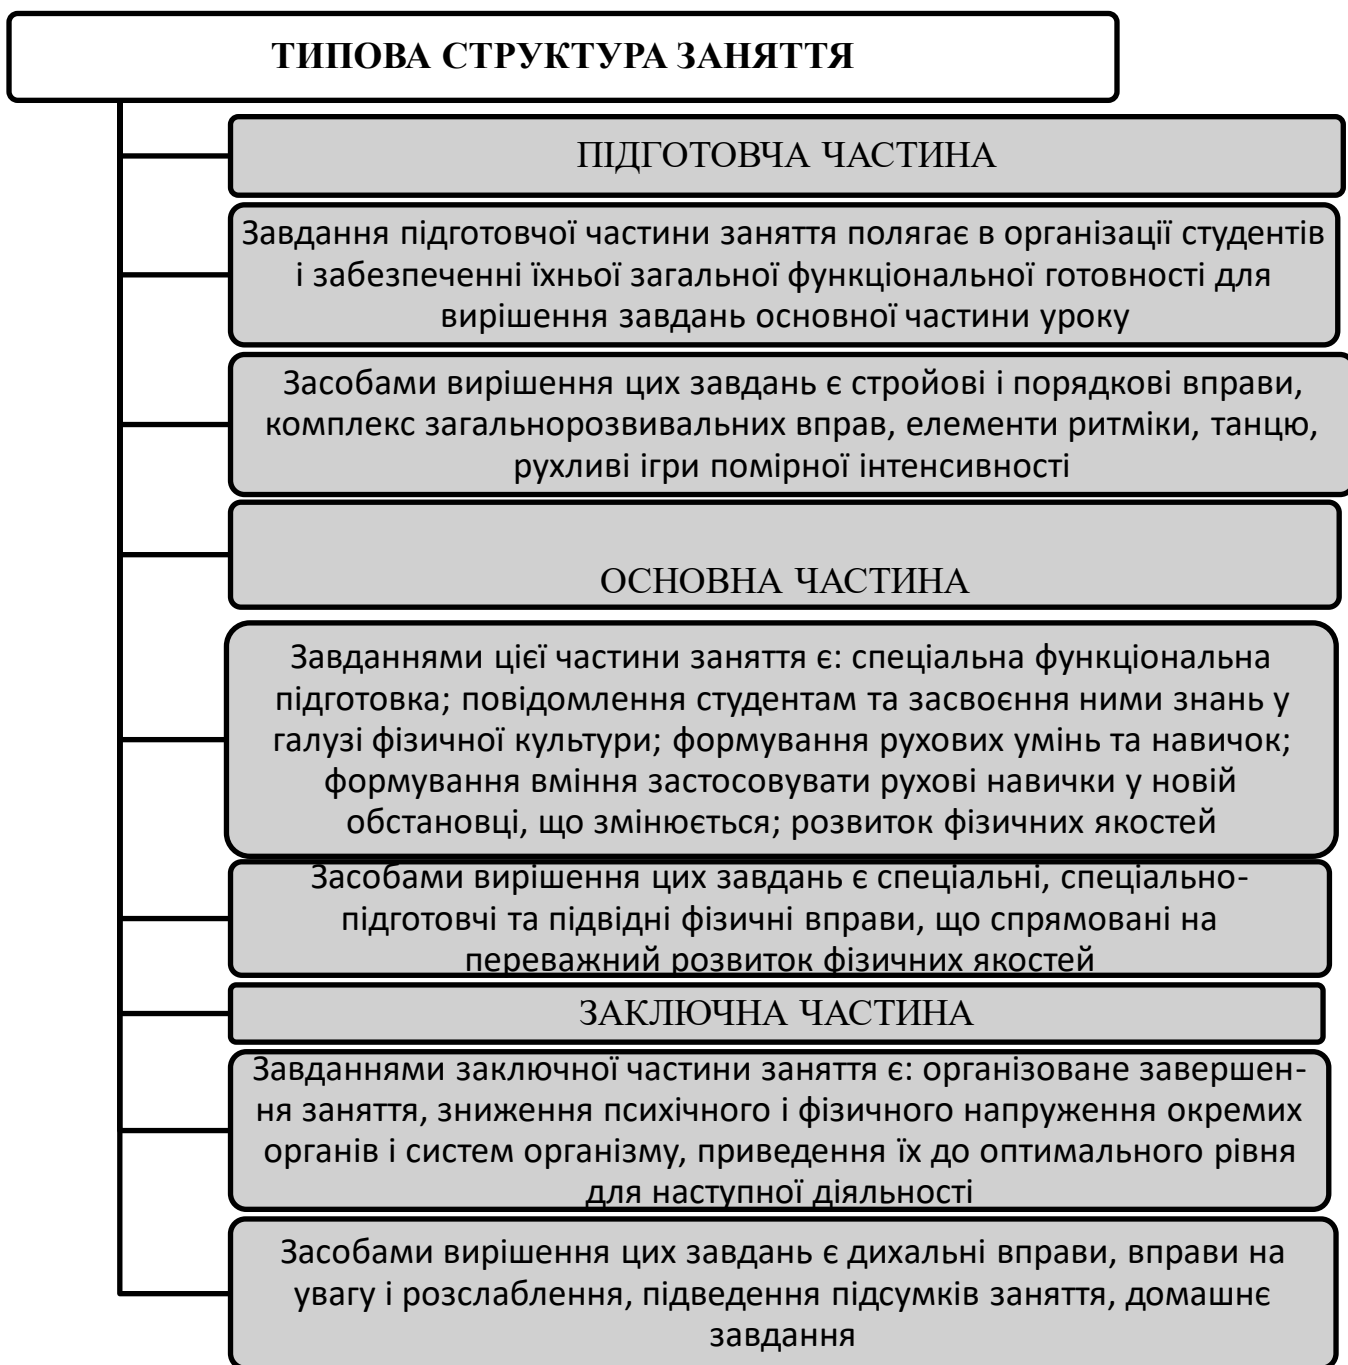 ТИПОВА СТРУКТУРА ЗАНЯТТЯ
ПІДГОТОВЧА ЧАСТИНА
Завдання підготовчої частини заняття полягає в організації студентів
і забезпеченні їхньої загальної функціональної готовності для
вирішення завдань основної частини уроку
Засобами вирішення цих завдань є стройові і порядкові вправи,
комплекс загальнорозвивальних вправ, елементи ритміки, танцю,
рухливі ігри помірної інтенсивності
ОСНОВНА ЧАСТИНА
Завданнями цієї частини заняття є: спеціальна функціональна
підготовка; повідомлення студентам та засвоєння ними знань у
галузі фізичної культури; формування рухових умінь та навичок;
формування вміння застосовувати рухові навички у новій
обстановці, що змінюється; розвиток фізичних якостей
Засобами вирішення цих завдань є спеціальні, спеціально-
підготовчі та підвідні фізичні вправи, що спрямовані на
переважний розвиток фізичних якостей
ЗАКЛЮЧНА ЧАСТИНА
Завданнями заключної частини заняття є: організоване завершен-
ня заняття, зниження психічного і фізичного напруження окремих
органів і систем організму, приведення їх до оптимального рівня
для наступної діяльності
Засобами вирішення цих завдань є дихальні вправи, вправи на
увагу і розслаблення, підведення підсумків заняття, домашнє
завдання